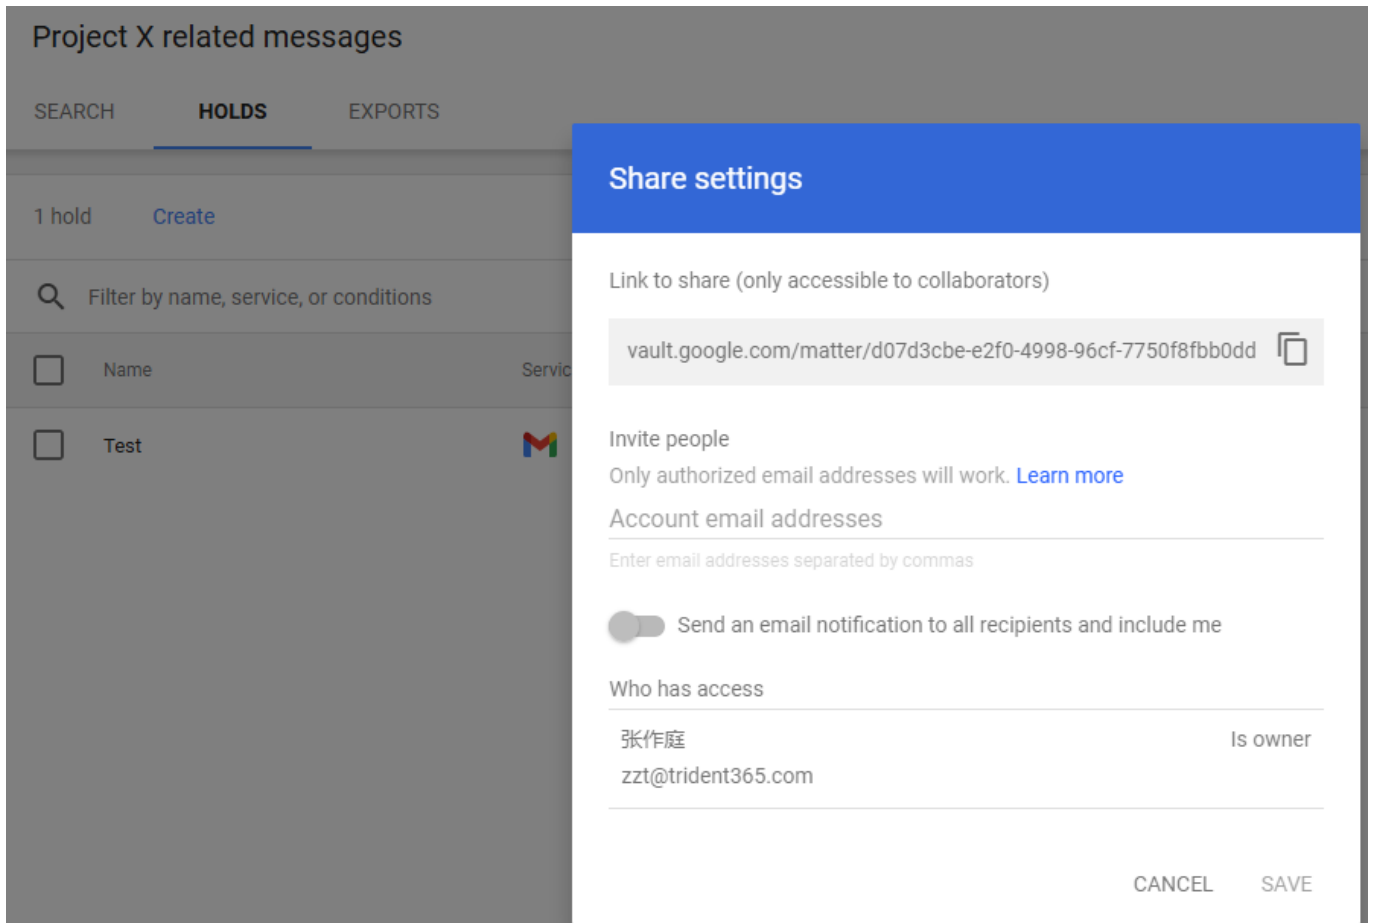 Project X related messages
SEARCH HOLDS EXPORTS
1 hold Create
Filter by name, service, or conditions
Name Servic
Test
Share settings
Link to share (only accessible to collaborators)
vault.google.com/matter/d07d3cbe-e2f0-4998-96cf-7750f8fbb0dd
Invite people
Only authorized email addresses will work. Learn more
Account email addresses
Enter email addresses separated by commas
Send an email notification to all recipients and include me
Who has access
张作庭 Is owner
zzt@trident365.com
CANCEL SAVE